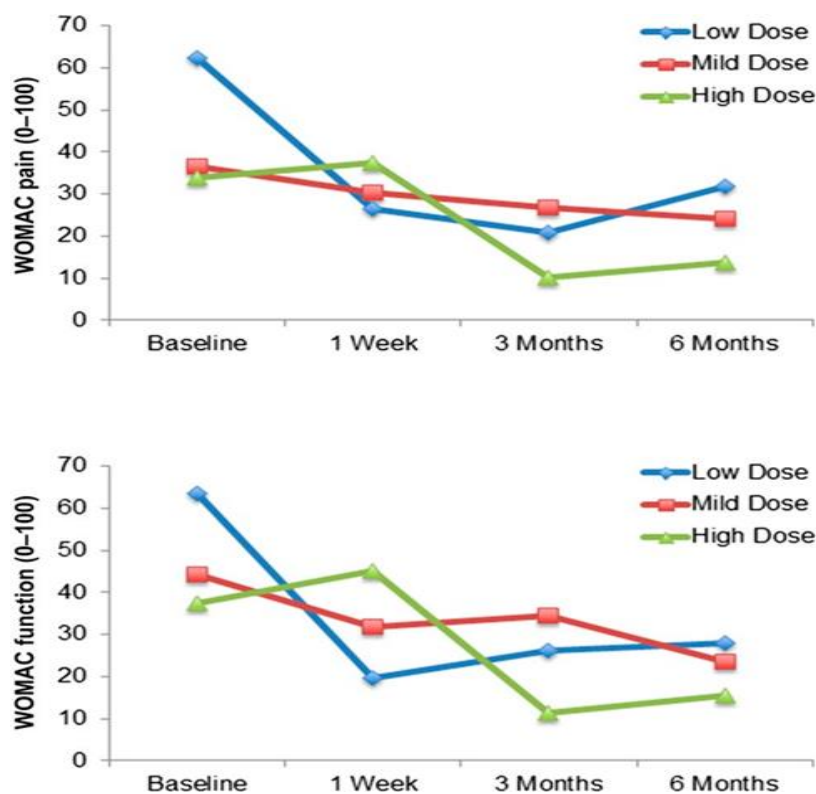 WOMAC pain (0–100)
70
60
50
40
30
20
10
0
Low Dose
Mild Dose
High Dose
Baseline 1 Week 3 Months 6 Months
WOMAC function (0–100)
70
60
50
40
30
20
10
0
Low Dose
Mild Dose
High Dose
Baseline 1 Week 3 Months 6 Months